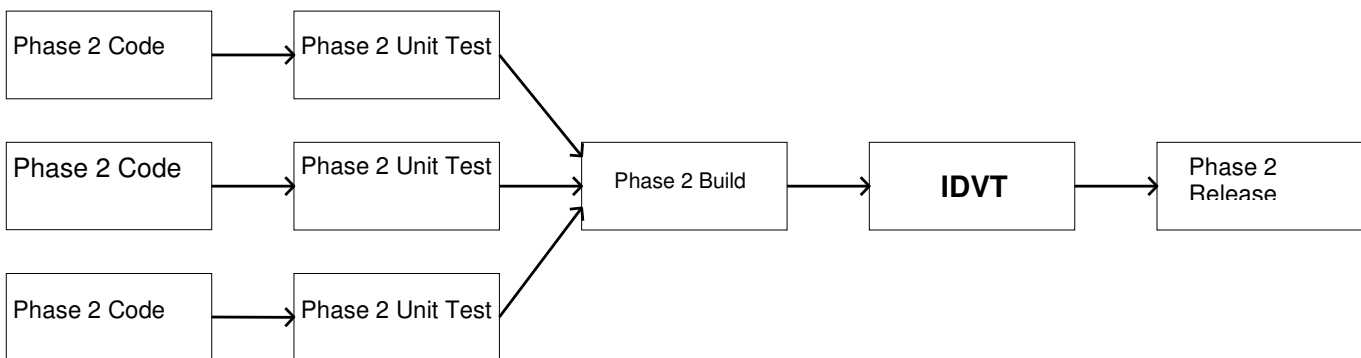 Phase 2 Code
Phase 2 Unit Test
Phase 2 Code
Phase 2 Unit Test
Phase 2 Build
IDVT
Phase 2
Release
Phase 2 Code
Phase 2 Unit Test